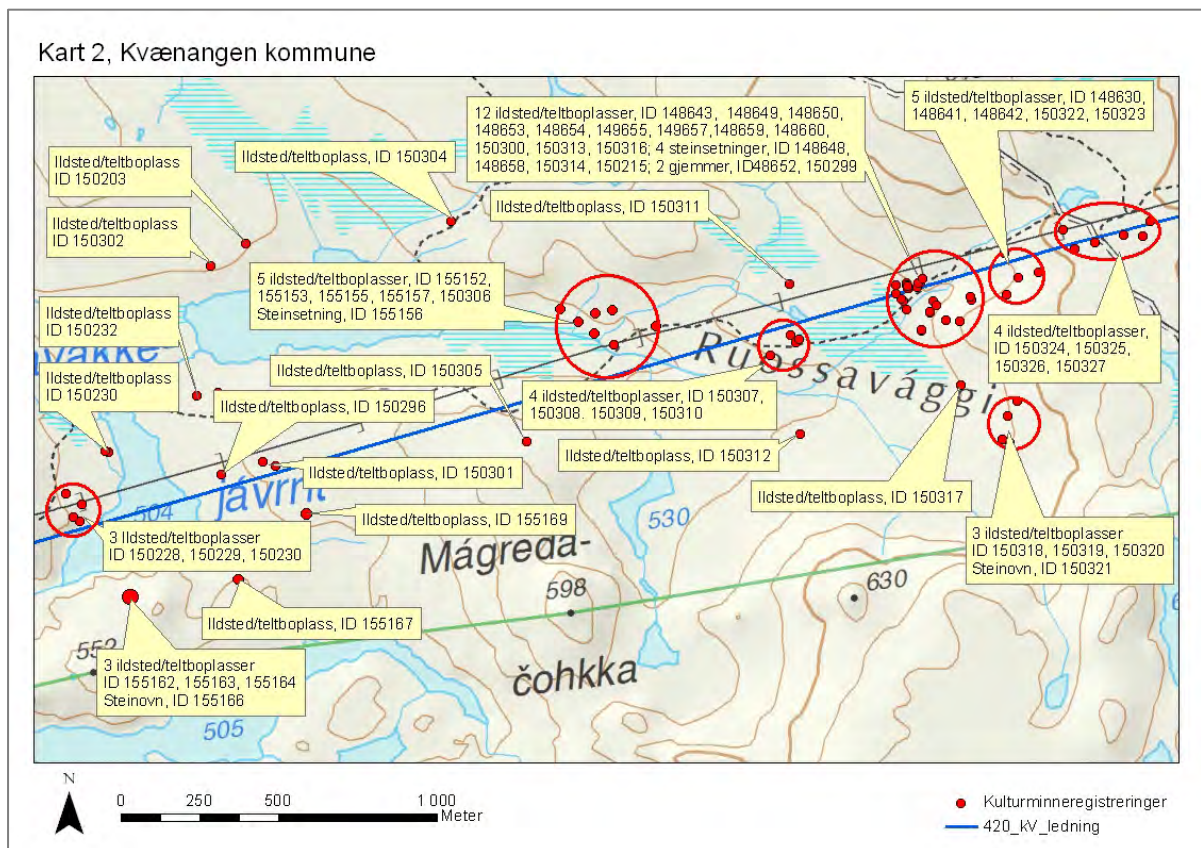 Kart 2, Kvænangen kommune
12 ildsted/teltboplasser, ID 148643, 148649, 148650,
148653, 148654, 149655, 149657,148659, 148660,
150300, 150313, 150316; 4 steinsetninger, ID 148648,
148658, 150314, 150215; 2 gjemmer, ID48652, 150299
5 ildsted/teltboplasser, ID 148630,
148641, 148642, 150322, 150323
Ildsted/teltboplass
ID 150203
Ildsted/teltboplass, ID 150304
Ildsted/teltboplass, ID 150311
Ildsted/teltboplass
ID 150302
5 ildsted/teltboplasser, ID 155152,
155153, 155155, 155157, 150306
Steinsetning, ID 155156
Ildsted/teltboplass
ID 150232
4 ildsted/teltboplasser,
ID 150324, 150325,
150326, 150327
Ruossavággi
Ildsted/teltboplass
ID 150230
Ildsted/teltboplass, ID 150305
Ildsted/teltboplass, ID 150296
4 ildsted/teltboplasser, ID 150307,
150308. 150309, 150310
Ildsted/teltboplass, ID 150312
Ildsted/teltboplass, ID 150301
jávrrit
Ildsted/teltboplass, ID 150317
504
Ildsted/teltboplass, ID 155169
530
3 Ildsted/teltboplasser
ID 150228, 150229, 150230
3 ildsted/teltboplasser
ID 150318, 150319, 150320
Steinovn, ID 150321
Mágreda-
598
630
Ildsted/teltboplass, ID 155167
552
3 ildsted/teltboplasser
ID 155162, 155163, 155164
Steinovn, ID 155166
čohkka
505
N
0 250 500 1 000
Meter
Kulturminneregistreringer
420_kV_ledning